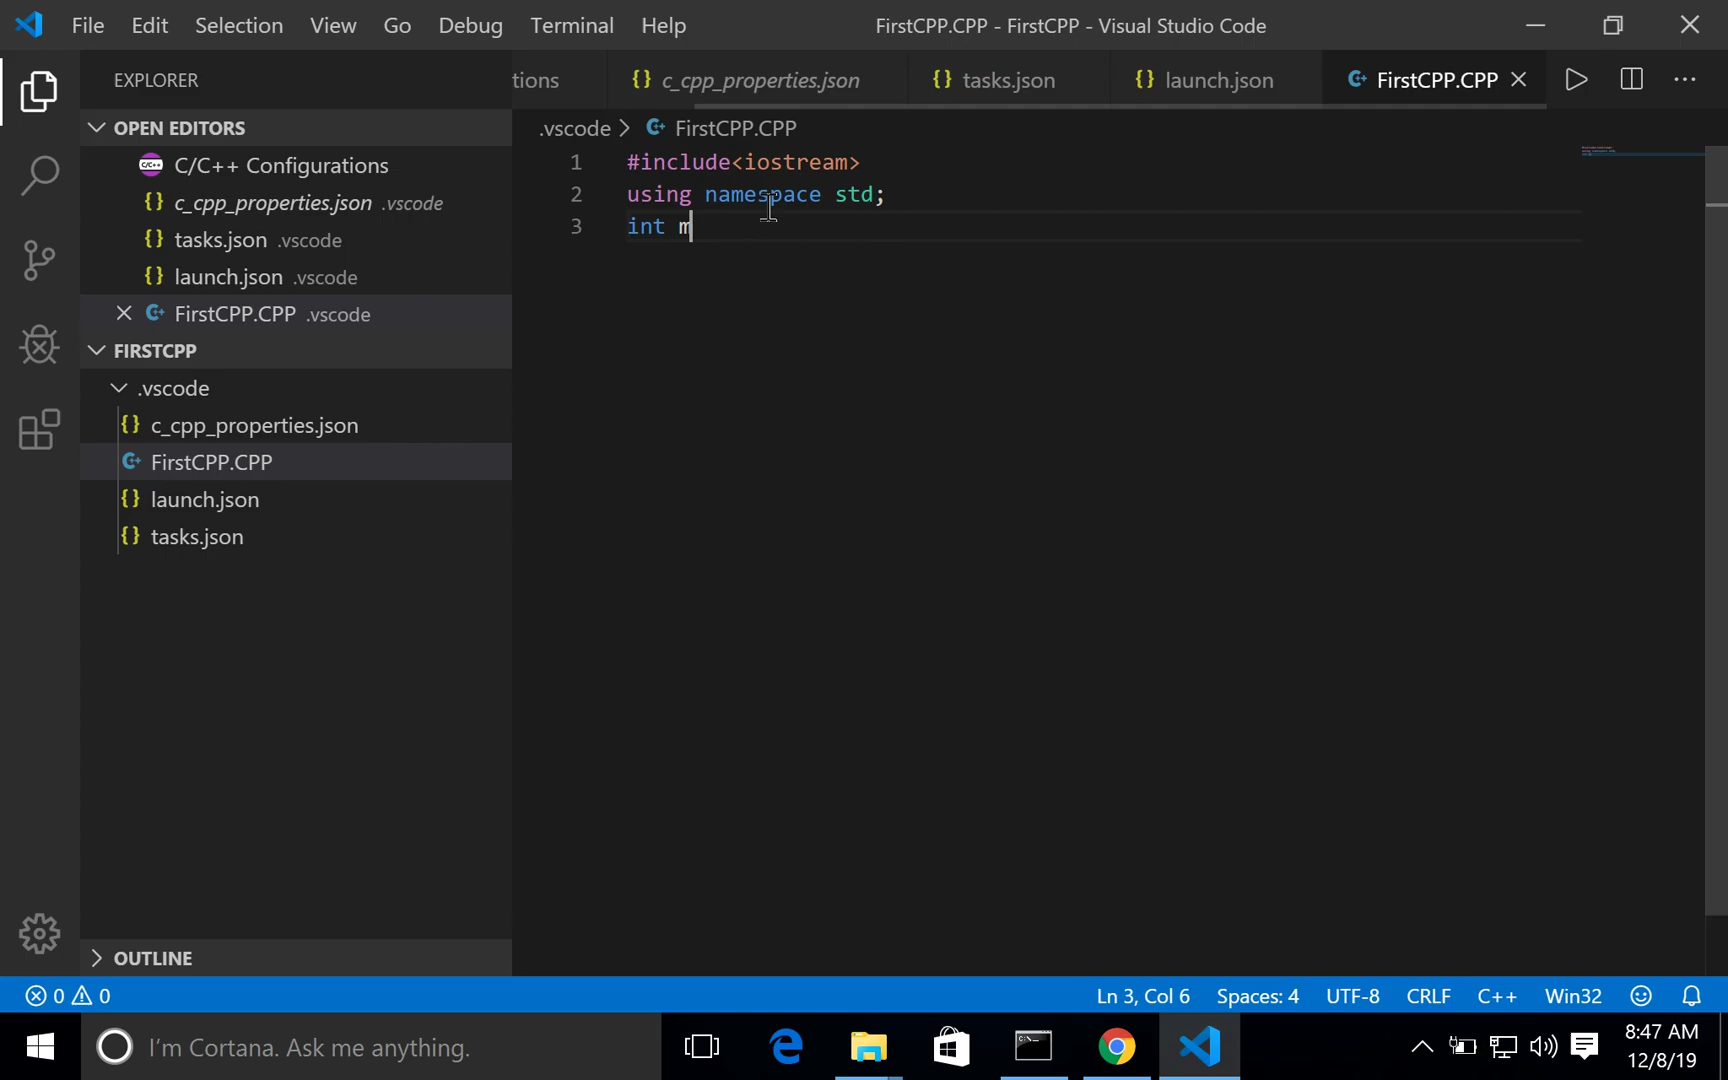 File Edit Selection View Go Debug Terminal Help
FirstCPP.CPP - FirstCPP - Visual Studio Code
EXPLORER
OPEN EDITORS
C/C++ C/C++ Configurations
{} c_cpp_properties.json .vscode
{} tasks.json .vscode
{} launch.json .vscode
FirstCPP.CPP .vscode
FIRSTCPP
.vscode
{} c_cpp_properties.json
FirstCPP.CPP
{} launch.json
{} tasks.json
OUTLINE
tions {} c_cpp_properties.json {} tasks.json {} launch.json FirstCPP.CPP
.vscode > FirstCPP.CPP
1 #include<iostream>
2 using namespace std;
3 int m
0 0
Ln 3, Col 6 Spaces: 4 UTF-8 CRLF C++ Win32
I'm Cortana. Ask me anything.
8:47 AM
12/8/19